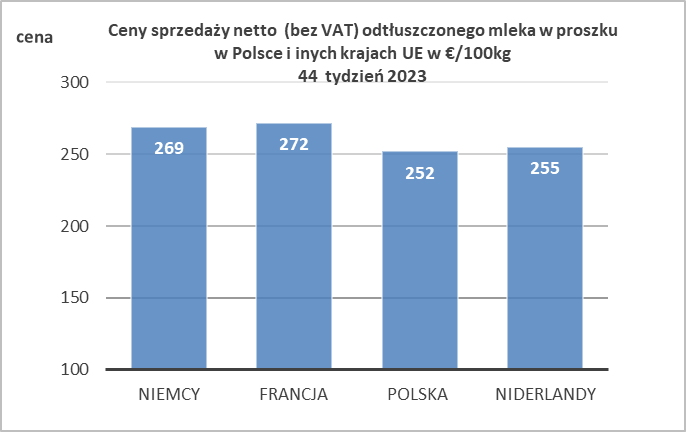 cena
Ceny sprzedaży netto (bez VAT) odtłuszczonego mleka w proszku
w Polsce i inych krajach UE w €/100kg
44 tydzień 2023
300
250
200
150
100
269
272
252
255
NIEMCY
FRANCJA
POLSKA
NIDERLANDY